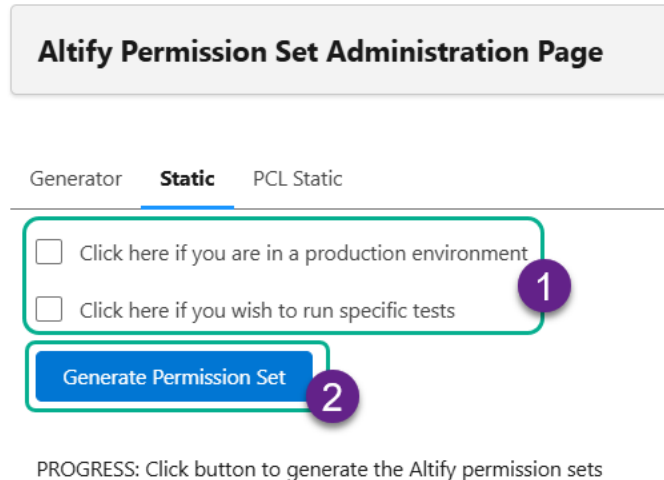 Altify Permission Set Administration Page
Generator Static PCL Static
Click here if you are in a production environment
1
Click here if you wish to run specific tests
Generate Permission Set
2
PROGRESS: Click button to generate the Altify permission sets